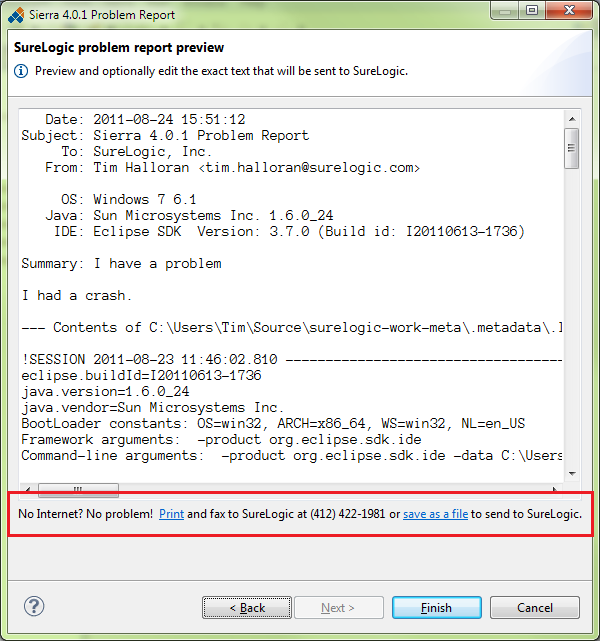 Sierra 4.0.1 Problem Report
SureLogic problem report preview
Preview and optionally edit the exact text that will be sent to SureLogic.
Date: 2011-08-24 15:51:12
Subject: Sierra 4.0.1 Problem Report
To: SureLogic, Inc.
From: Tim Halloran <tim.halloran@surelogic.com>
OS: Windows 7 6.1
Java: Sun Microsystems Inc. 1.6.0_24
IDE: Eclipse SDK  Version: 3.7.0 (Build id: I20110613-1736)
Summary: I have a problem
I had a crash.
--- Contents of C:\Users\Tim\Source\surelogic-work-meta\.metadata\.
!SESSION 2011-08-23 11:46:02.810 -----------------------------------
eclipse.buildId=I20110613-1736
java.version=1.6.0_24
java.vendor=Sun Microsystems Inc.
BootLoader constants: OS=win32, ARCH=x86_64, WS=win32, NL=en_US
Framework arguments:  -product org.eclipse.sdk.ide
Command-line arguments:  -product org.eclipse.sdk.ide -data C:\Users
No Internet? No problem! Print and fax to SureLogic at (412) 422-1981 or save as a file to send to SureLogic.
< Back Next > Finish Cancel